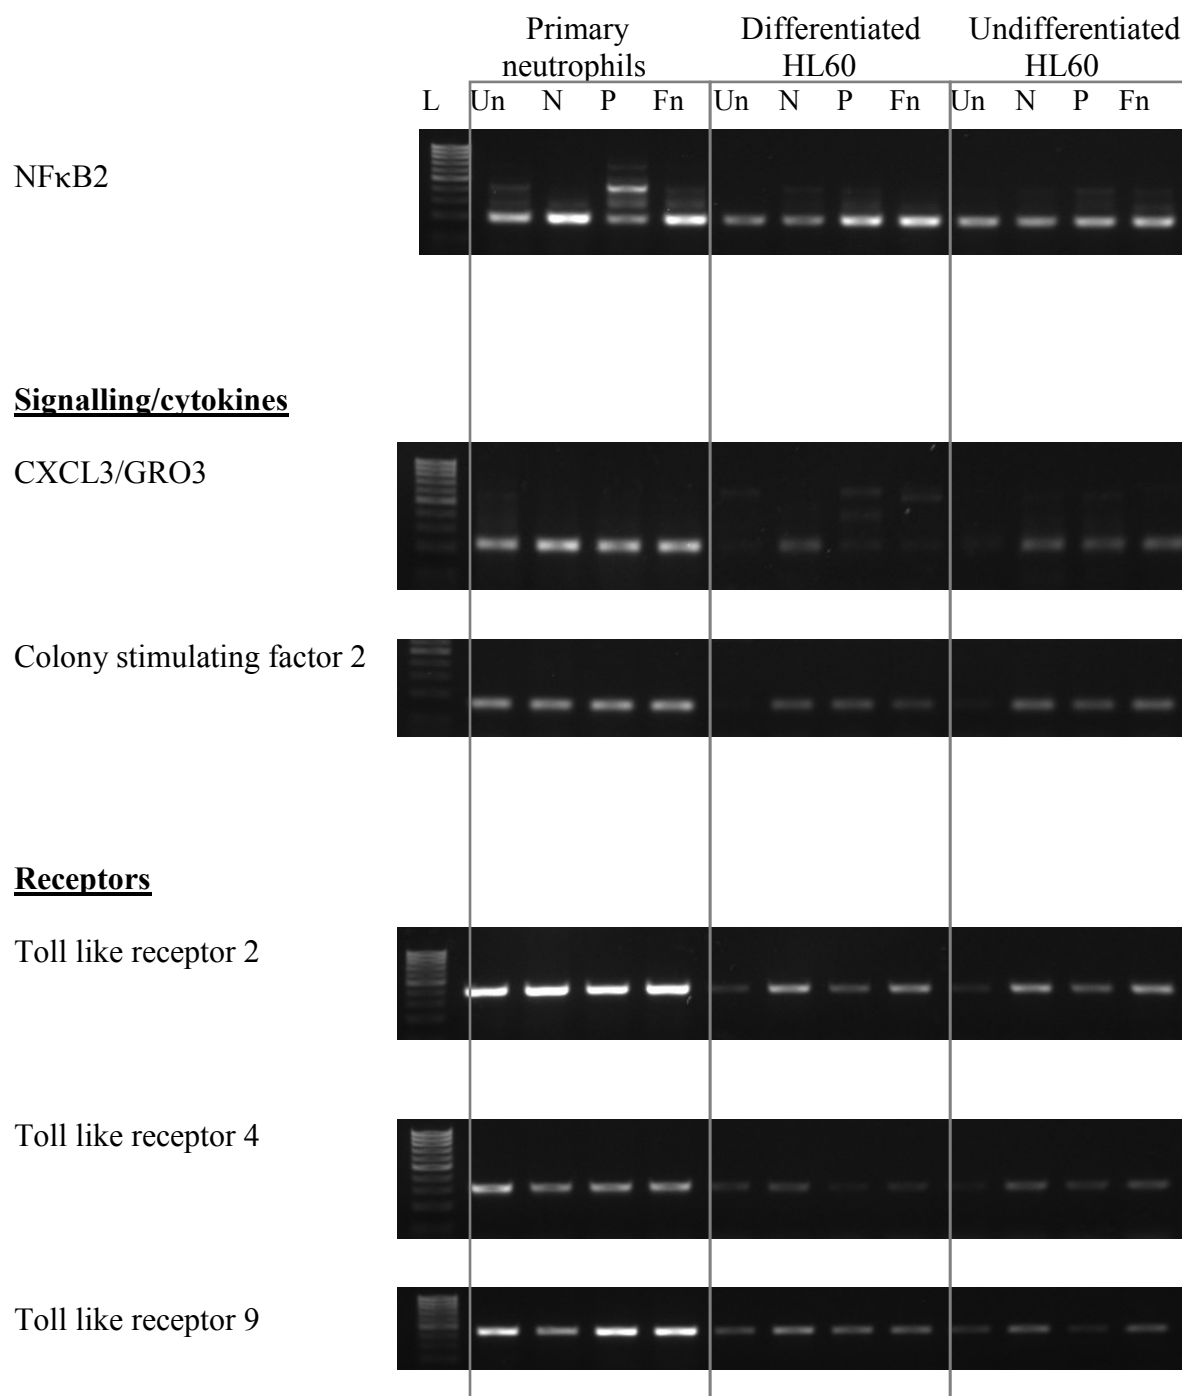 Primary Differentiated Undifferentiated
neutrophils HL60 HL60
L Un N P Fn Un N P Fn Un N P Fn
NFκB2
Signalling/cytokines
CXCL3/GRO3
Colony stimulating factor 2
Receptors
Toll like receptor 2
Toll like receptor 4
Toll like receptor 9